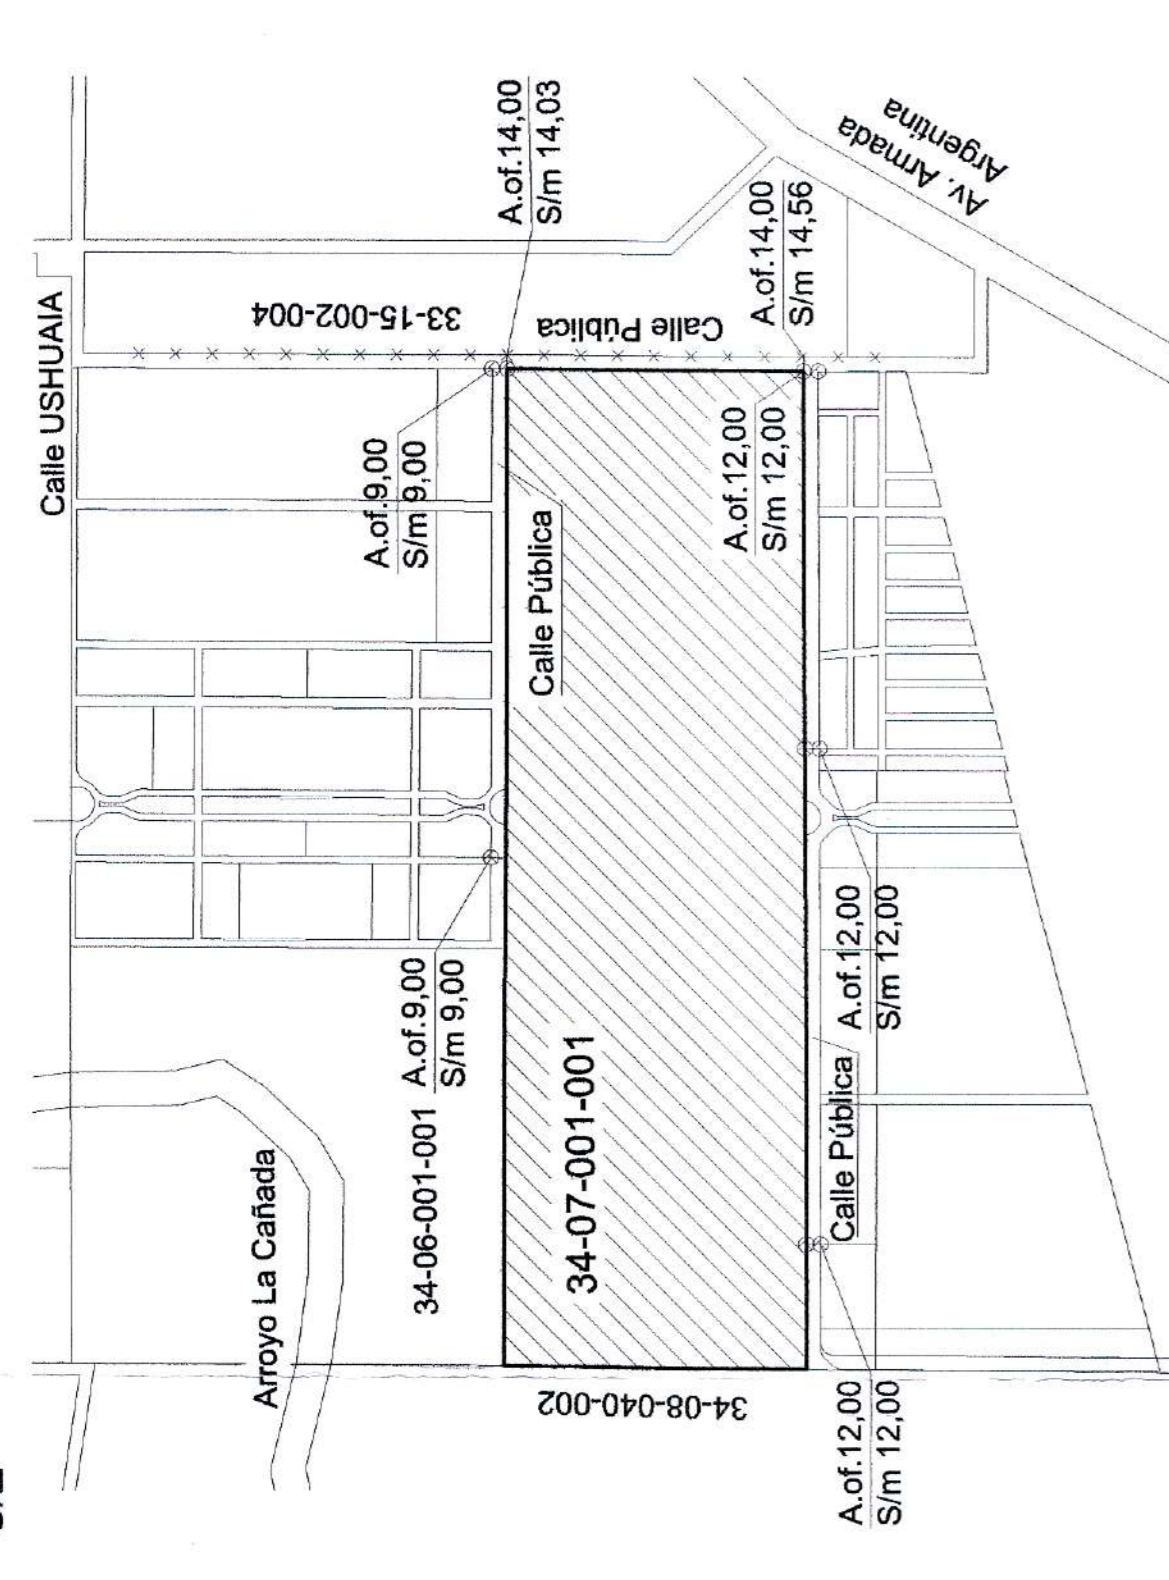 Calle USHUAIA
A.of.14,00
S/m 14,03
Av. Armada
Argentina
33-15-002-004
Calle Pública
A.of.14,00
S/m 14,56
A.of.9,00
S/m 9,00
A.of.12,00
S/m 12,00
Calle Pública
A.of.9,00
S/m 9,00
34-06-001-001
Arroyo La Cañada
34-07-001-001
A.of.12,00
S/m 12,00
Calle Pública
34-08-040-002
A.of.12,00
S/m 12,00